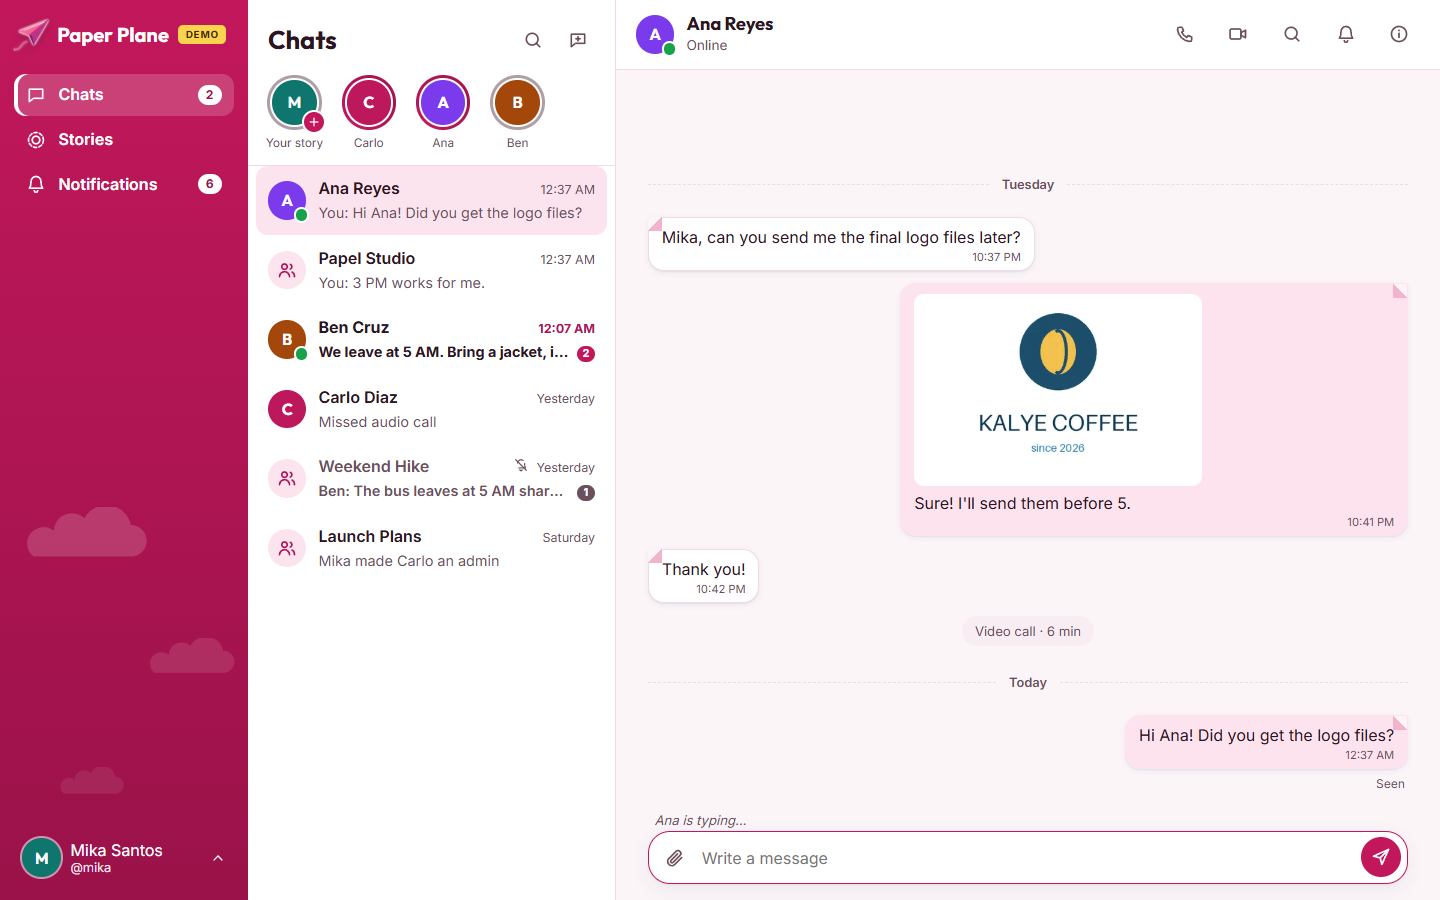 Paper Plane DEMO
Chats 2
Stories
Notifications 6
M Mika Santos
@mika
Chats
M C A B
Your story Carlo Ana Ben
A Ana Reyes 12:37 AM
You: Hi Ana! Did you get the logo files?
Papel Studio 12:37 AM
You: 3 PM works for me.
B Ben Cruz 12:07 AM
We leave at 5 AM. Bring a jacket, i... 2
C Carlo Diaz Yesterday
Missed audio call
Weekend Hike Yesterday
Ben: The bus leaves at 5 AM shar... 1
Launch Plans Saturday
Mika made Carlo an admin
A Ana Reyes
Online
Tuesday
Mika, can you send me the final logo files later?
10:37 PM
KALYE COFFEE
since 2026
Sure! I'll send them before 5.
10:41 PM
Thank you!
10:42 PM
Video call · 6 min
Today
Hi Ana! Did you get the logo files?
12:37 AM
Seen
Ana is typing...
Write a message